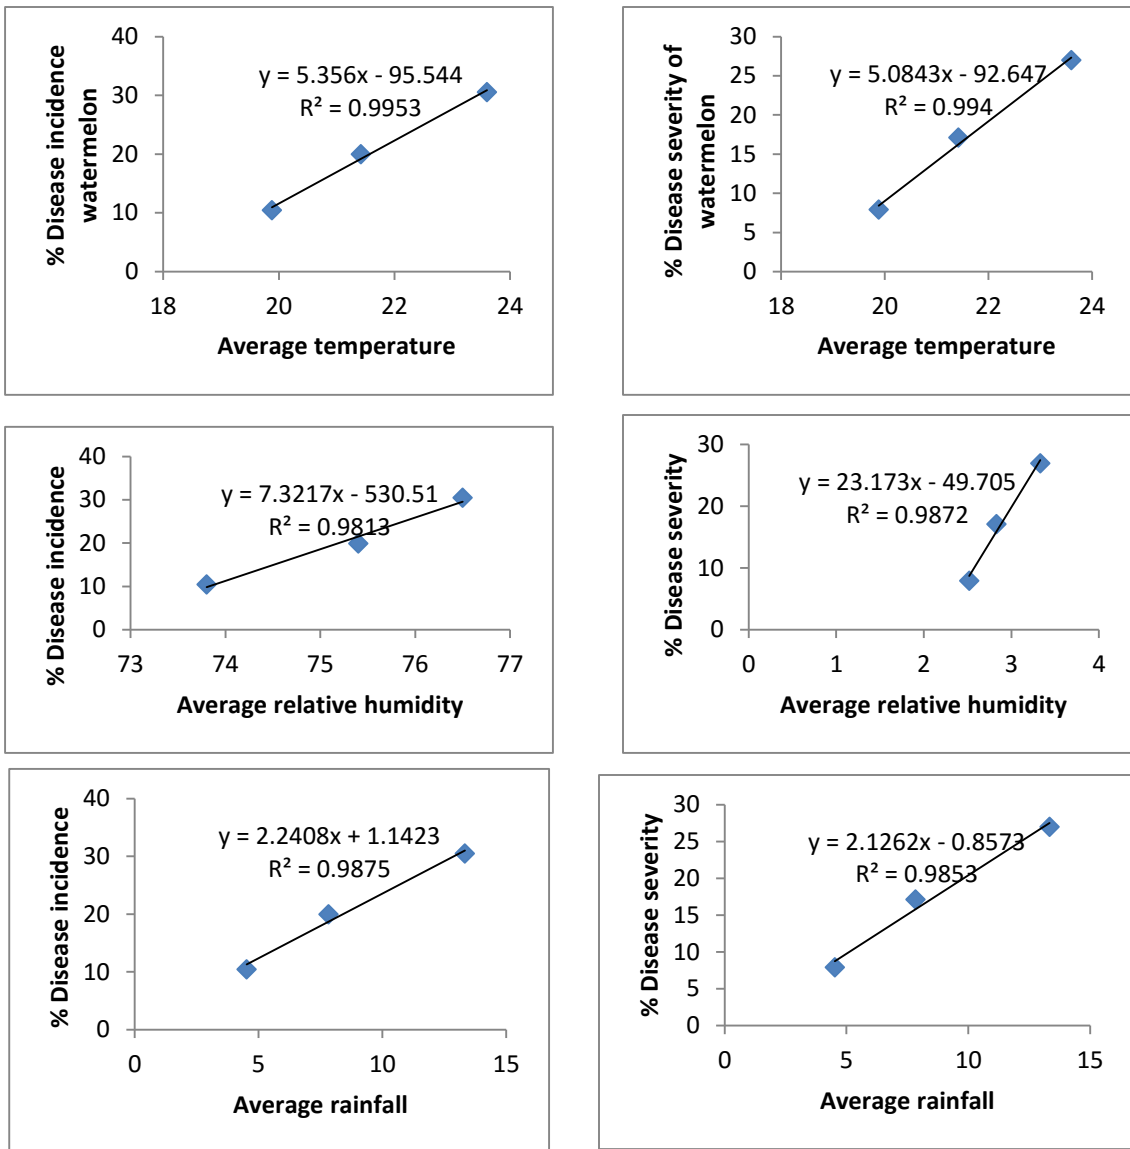 % Disease incidence
watermelon
40
30
20
10
0
y = 5.356x - 95.544
R² = 0.9953
18 20 22 24
Average temperature
% Disease severity of
watermelon
30
25
20
15
10
5
0
y = 5.0843x - 92.647
R² = 0.994
18 20 22 24
Average temperature
% Disease incidence
40
30
20
10
0
y = 7.3217x - 530.51
R² = 0.9813
73 74 75 76 77
Average relative humidity
% Disease severity
30
20
10
0
y = 23.173x - 49.705
R² = 0.9872
0 1 2 3 4
Average relative humidity
% Disease incidence
40
30
20
10
0
y = 2.2408x + 1.1423
R² = 0.9875
0 5 10 15
Average rainfall
% Disease severity
30
25
20
15
10
5
0
y = 2.1262x - 0.8573
R² = 0.9853
0 5 10 15
Average rainfall